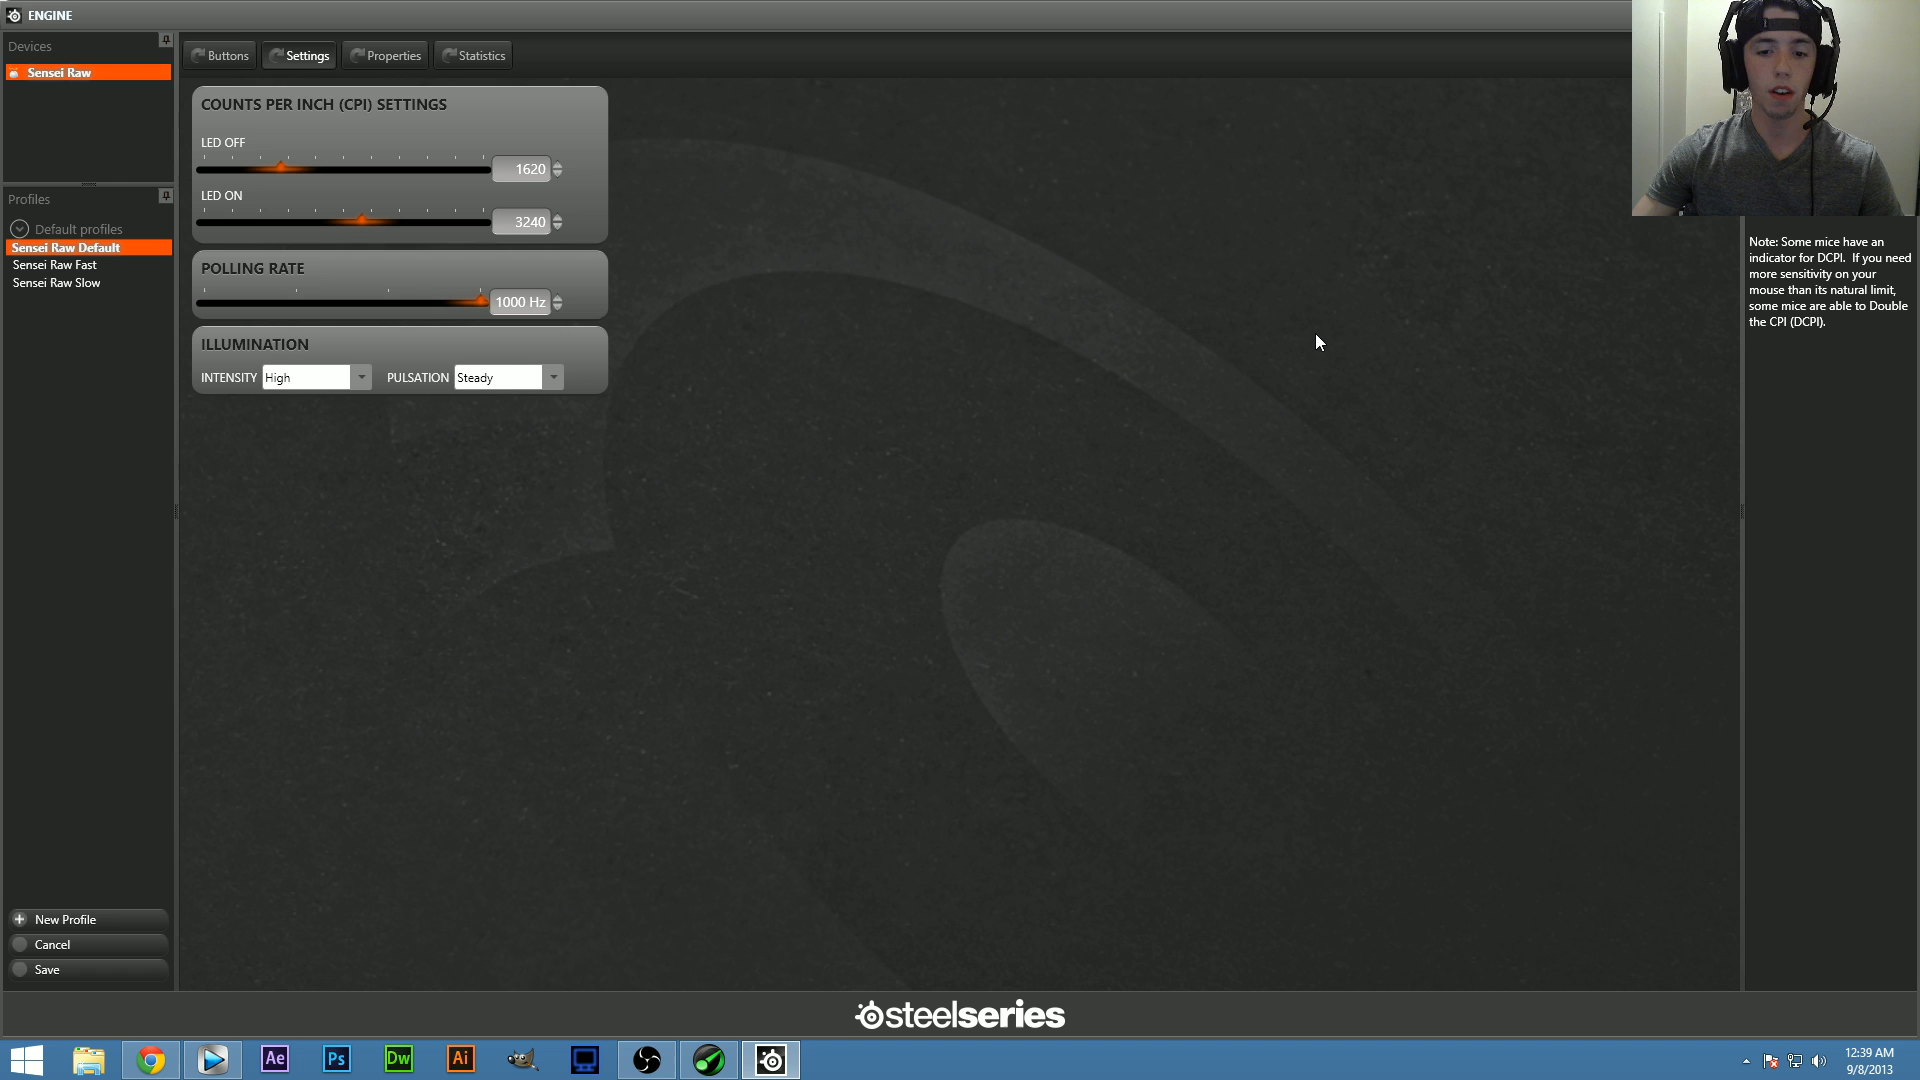 ENGINE
Devices
Sensei Raw
Profiles
Default profiles
Sensei Raw Default
Sensei Raw Fast
Sensei Raw Slow
New Profile
Cancel
Save
Buttons
Settings
Properties
Statistics
COUNTS PER INCH (CPI) SETTINGS
LED OFF
1620
LED ON
3240
POLLING RATE
1000 Hz
ILLUMINATION
INTENSITY High PULSATION Steady
Note: Some mice have an
indicator for DCPI. If you need
more sensitivity on your
mouse than its natural limit,
some mice are able to Double
the CPI (DCPI).
steelseries
Ae
Ps
Dw
Ai
12:39 AM
9/8/2013